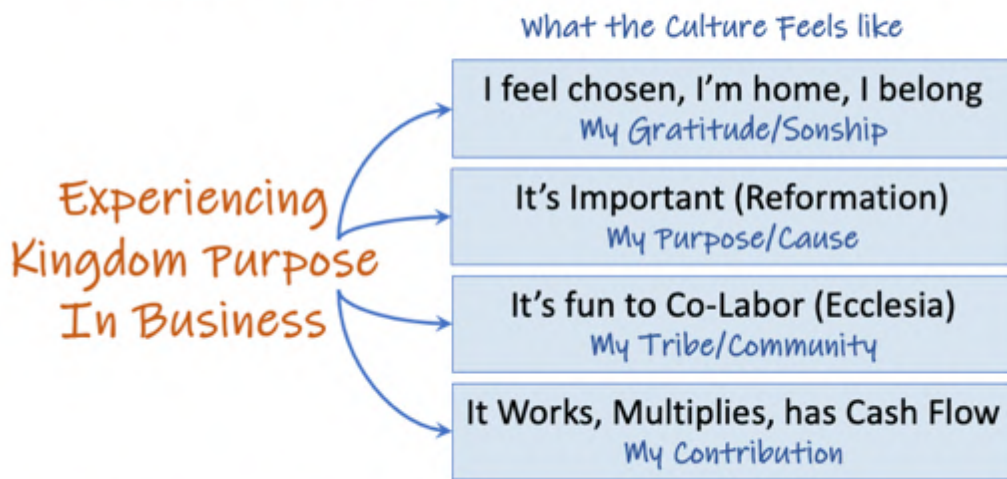 What the Culture Feels like
I feel chosen, I'm home, I belong
My Gratitude/Sonship
Experiencing
Kingdom Purpose
In Business
It's Important (Reformation)
My Purpose/Cause
It's fun to Co-Labor (Ecclesia)
My Tribe/Community
It Works, Multiplies, has Cash Flow
My Contribution